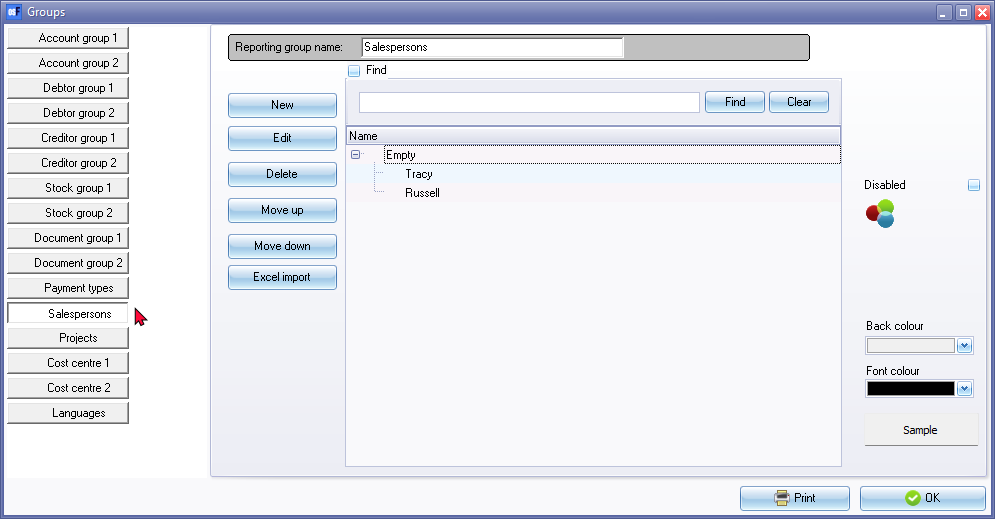 Groups
Account group 1
Account group 2
Debtor group 1
Debtor group 2
Creditor group 1
Creditor group 2
Stock group 1
Stock group 2
Document group 1
Document group 2
Payment types
Salespersons
Projects
Cost centre 1
Cost centre 2
Languages
Reporting group name: Salespersons
Find
New
Edit
Delete
Move up
Move down
Excel import
Find Clear
Name
Empty
Tracy
Russell
Disabled
Back colour
Font colour
Sample
Print OK